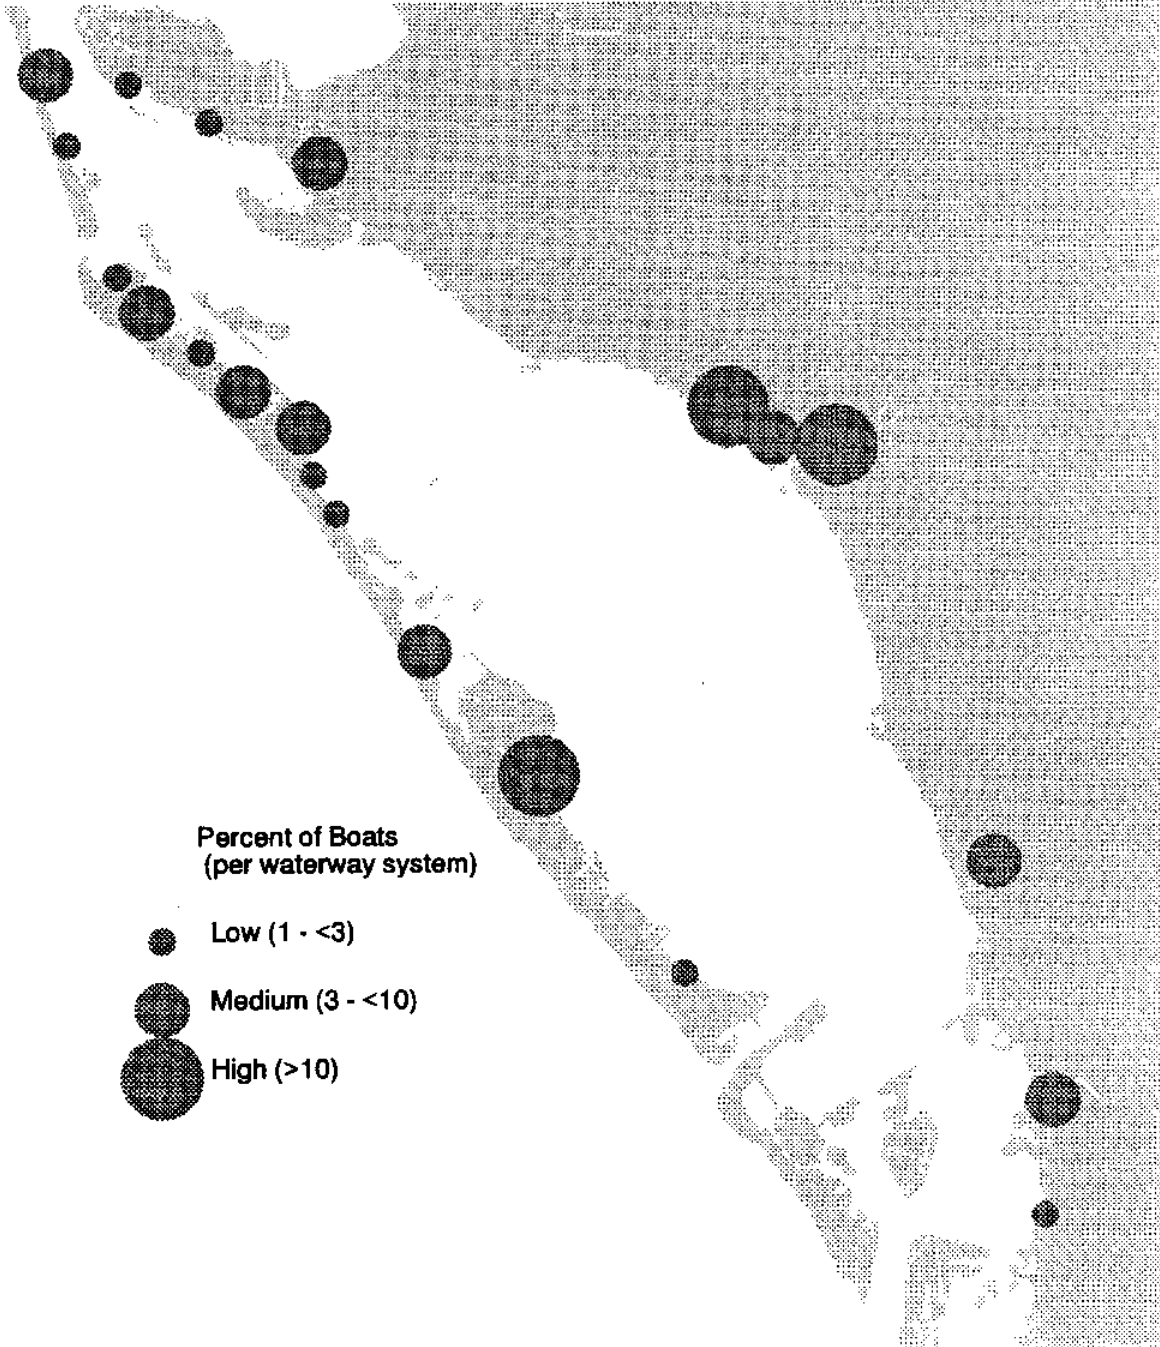 Percent of Boats
(per waterway system)
Low (1 - <3)
Medium (3 - <10)
High (>10)